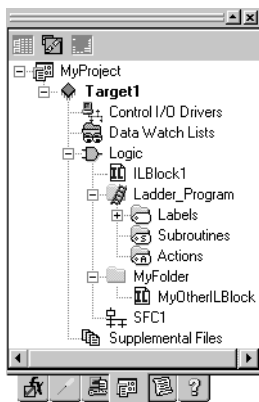 MyProject
Target1
Control I/O Drivers
Data Watch Lists
Logic
ILBlock1
Ladder_Program
Labels
Subroutines
Actions
MyFolder
MyOtherILBlock
SFC1
Supplemental Files